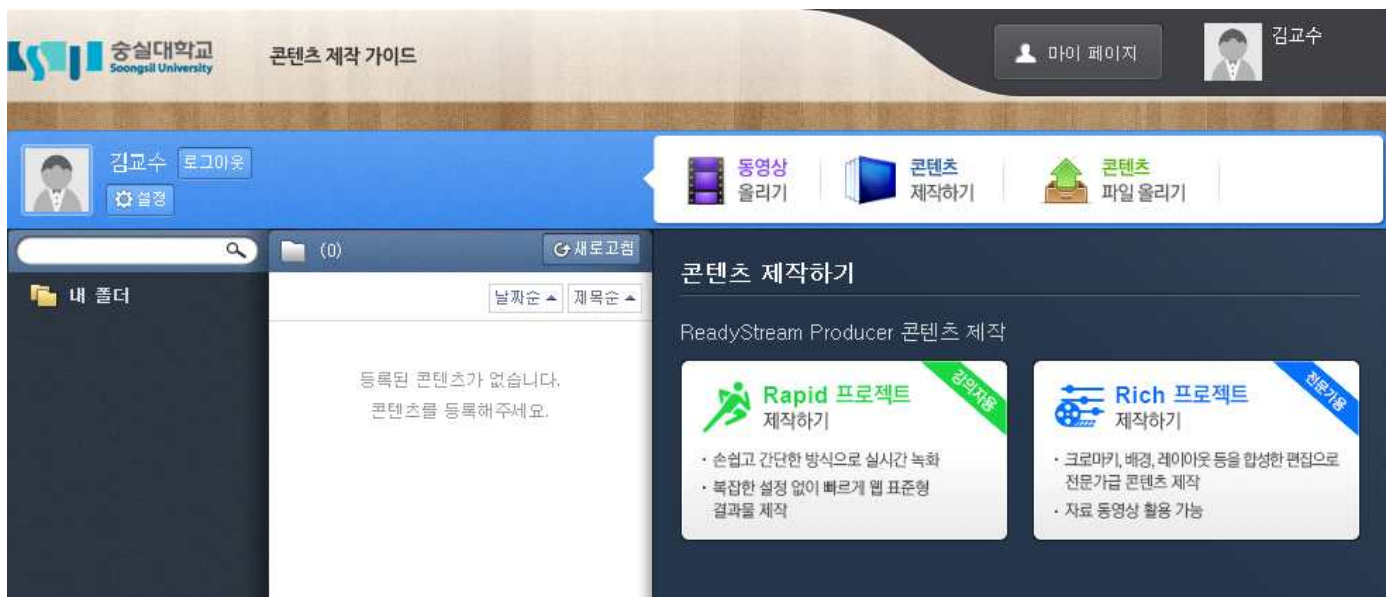 숭실대학교
Soongsil University
콘텐츠 제작 가이드
마이 페이지
김교수
김교수 로그아웃
설정
동영상
올리기
콘텐츠
제작하기
콘텐츠
파일 올리기
(0) 새로고침
내 폴더
날짜순 제목순
등록된 콘텐츠가 없습니다.
콘텐츠를 등록해주세요.
콘텐츠 제작하기
ReadyStream Producer 콘텐츠 제작
Rapid 프로젝트
제작하기
강의자용
· 손쉽고 간단한 방식으로 실시간 녹화
· 복잡한 설정 없이 빠르게 웹 표준형
결과물 제작
Rich 프로젝트
제작하기
전문가용
· 크로마키, 배경, 레이아웃 등을 합성한 편집으로
전문가급 콘텐츠 제작
· 자료 동영상 활용 가능